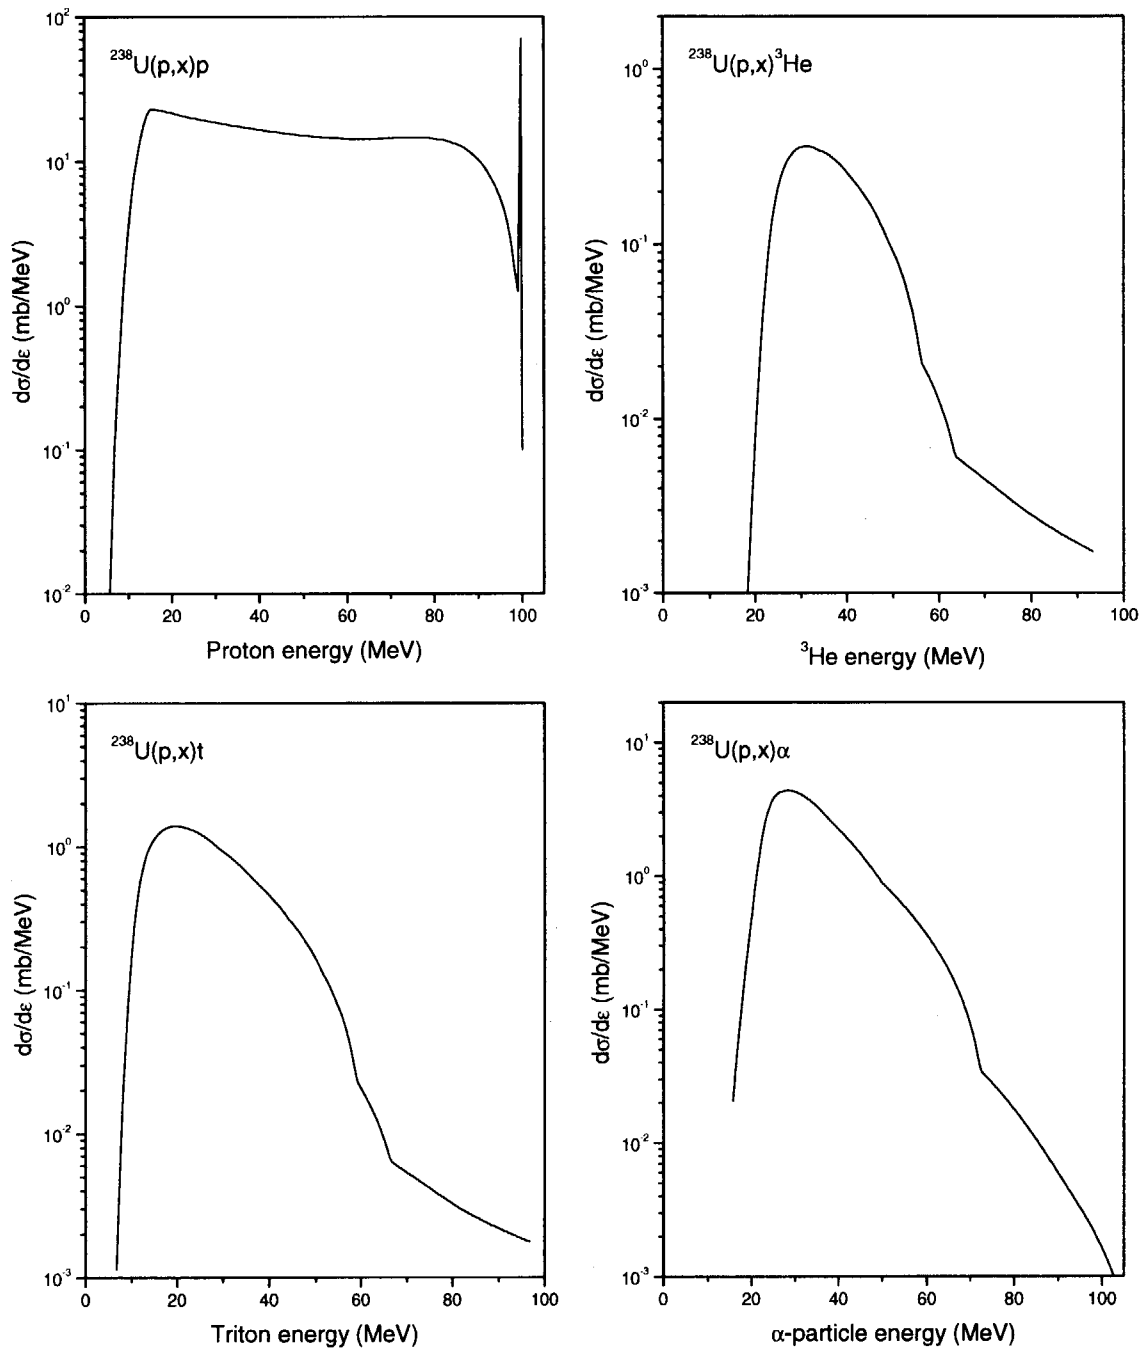 ²³⁸U(p,x)p
10²
10¹
10⁰
10⁻¹
10⁻²
dσ/dε (mb/MeV)
0 20 40 60 80 100
Proton energy (MeV)
²³⁸U(p,x)³He
10⁰
10⁻¹
10⁻²
10⁻³
dσ/dε (mb/MeV)
0 20 40 60 80 100
³He energy (MeV)
²³⁸U(p,x)t
10¹
10⁰
10⁻¹
10⁻²
10⁻³
dσ/dε (mb/MeV)
0 20 40 60 80 100
Triton energy (MeV)
²³⁸U(p,x)α
10¹
10⁰
10⁻¹
10⁻²
10⁻³
dσ/dε (mb/MeV)
0 20 40 60 80 100
α-particle energy (MeV)